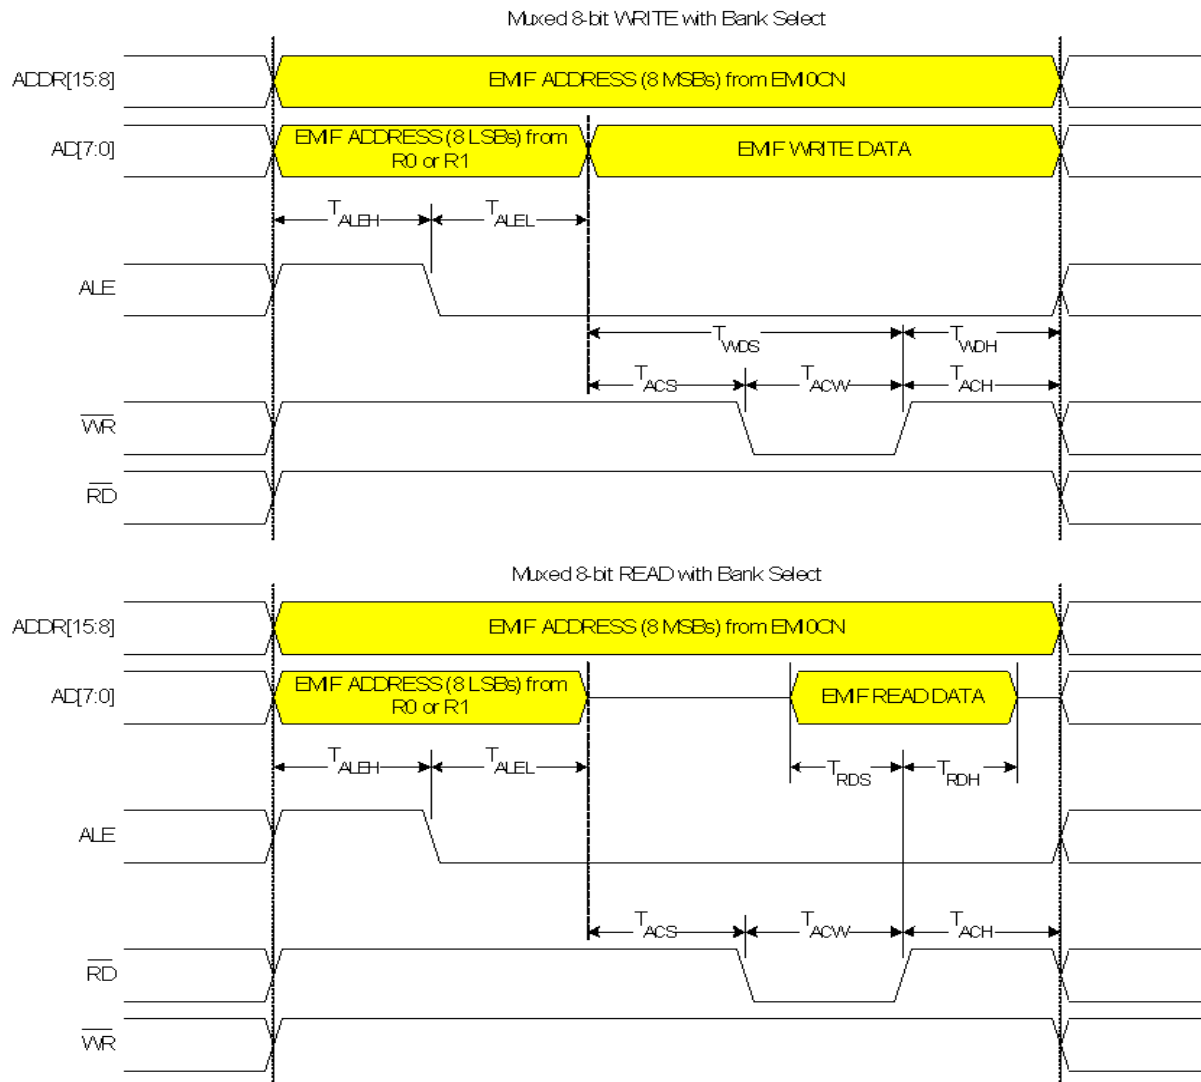 Muxed 8-bit WRITE with Bank Select
ADDR[15:8]
EMIF ADDRESS (8 MSBs) from EMI0CN
AD[7:0]
EMIF ADDRESS (8 LSBs) from
R0 or R1
EMIF WRITE DATA
TALEH
TALEL
ALE
TWDS
TWDH
TACS
TACW
TACH
WR
RD
Muxed 8-bit READ with Bank Select
ADDR[15:8]
EMIF ADDRESS (8 MSBs) from EMI0CN
AD[7:0]
EMIF ADDRESS (8 LSBs) from
R0 or R1
EMIF READ DATA
TALEH
TALEL
TRDS
TRDH
ALE
TACS
TACW
TACH
RD
WR